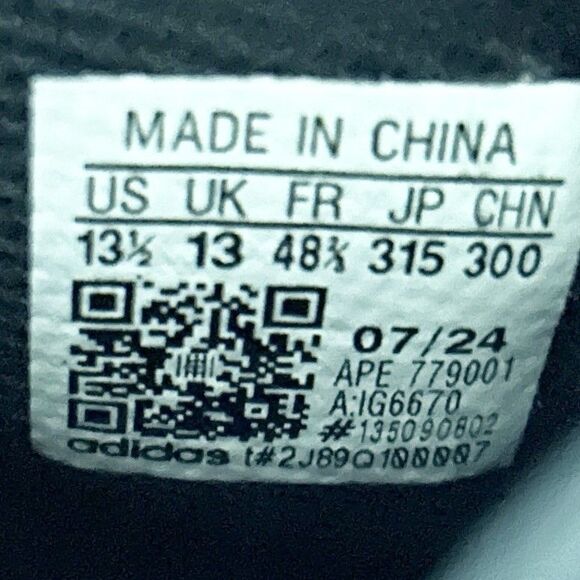 MADE IN CHINA
US UK FR JP CHN
13½ 13 48⅔ 315 300
07/24
APE 779001
A:IG6670
#135090802
adidas t#2J89Q100007